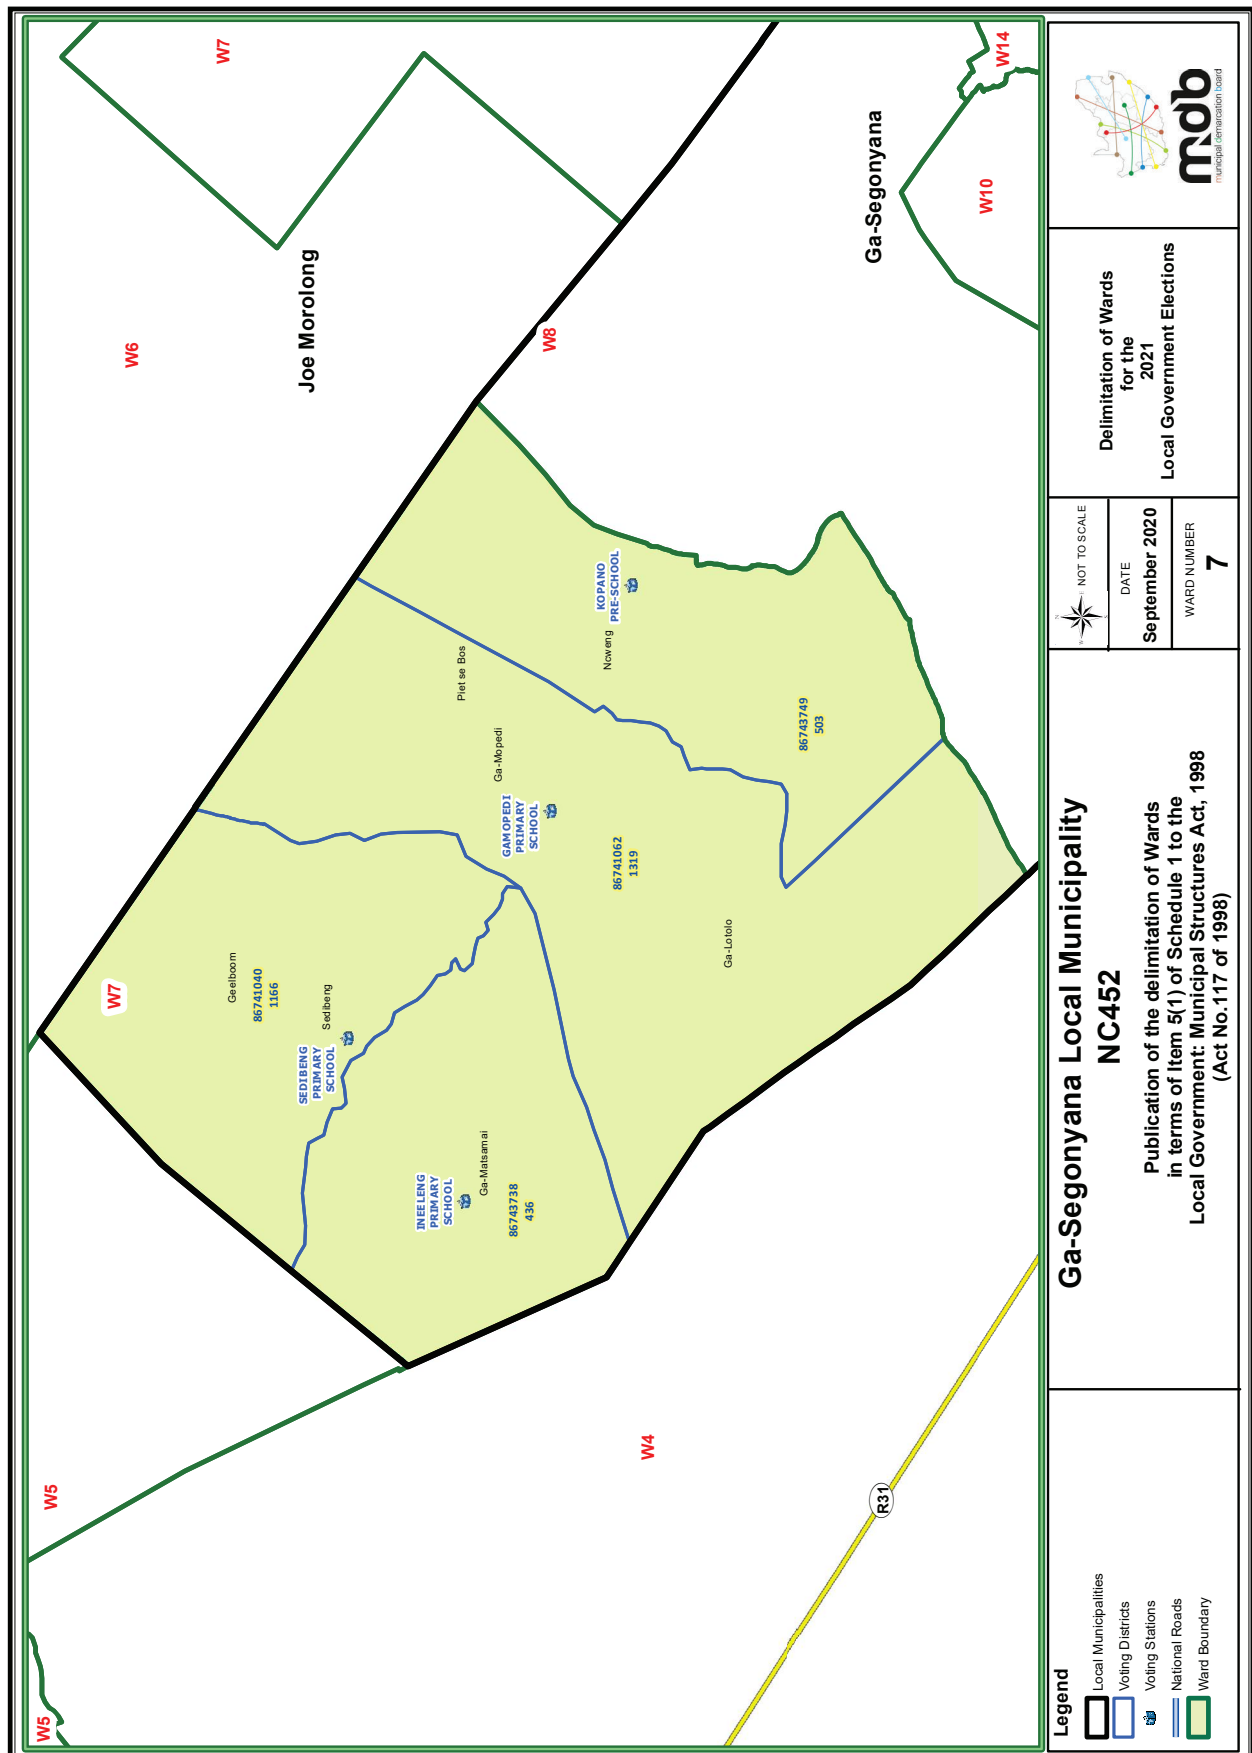 W5
W5
W7
W6
W7
Joe Morolong
W8
Ga-Segonyana
W14
W10
W4
R31
Geelboom
86741040
1166
Sedibeng
SEDIBENG
PRIMARY
SCHOOL
INEELENG
PRIMARY
SCHOOL
Ga-Matsamai
86743738
436
Piet se Bos
Ga-Mopedi
GAMOPEDI
PRIMARY
SCHOOL
86741062
1319
Ga-Lotolo
KOPANO
PRE-SCHOOL
Ncweng
86743749
503
Legend
Local Municipalities
Voting Districts
Voting Stations
National Roads
Ward Boundary
Ga-Segonyana Local Municipality
NC452
Publication of the delimitation of Wards
in terms of Item 5(1) of Schedule 1 to the
Local Government: Municipal Structures Act, 1998
(Act No.117 of 1998)
N
W
E
S
NOT TO SCALE
DATE
September 2020
WARD NUMBER
7
Delimitation of Wards
for the
2021
Local Government Elections
mdb
municipal demarcation board